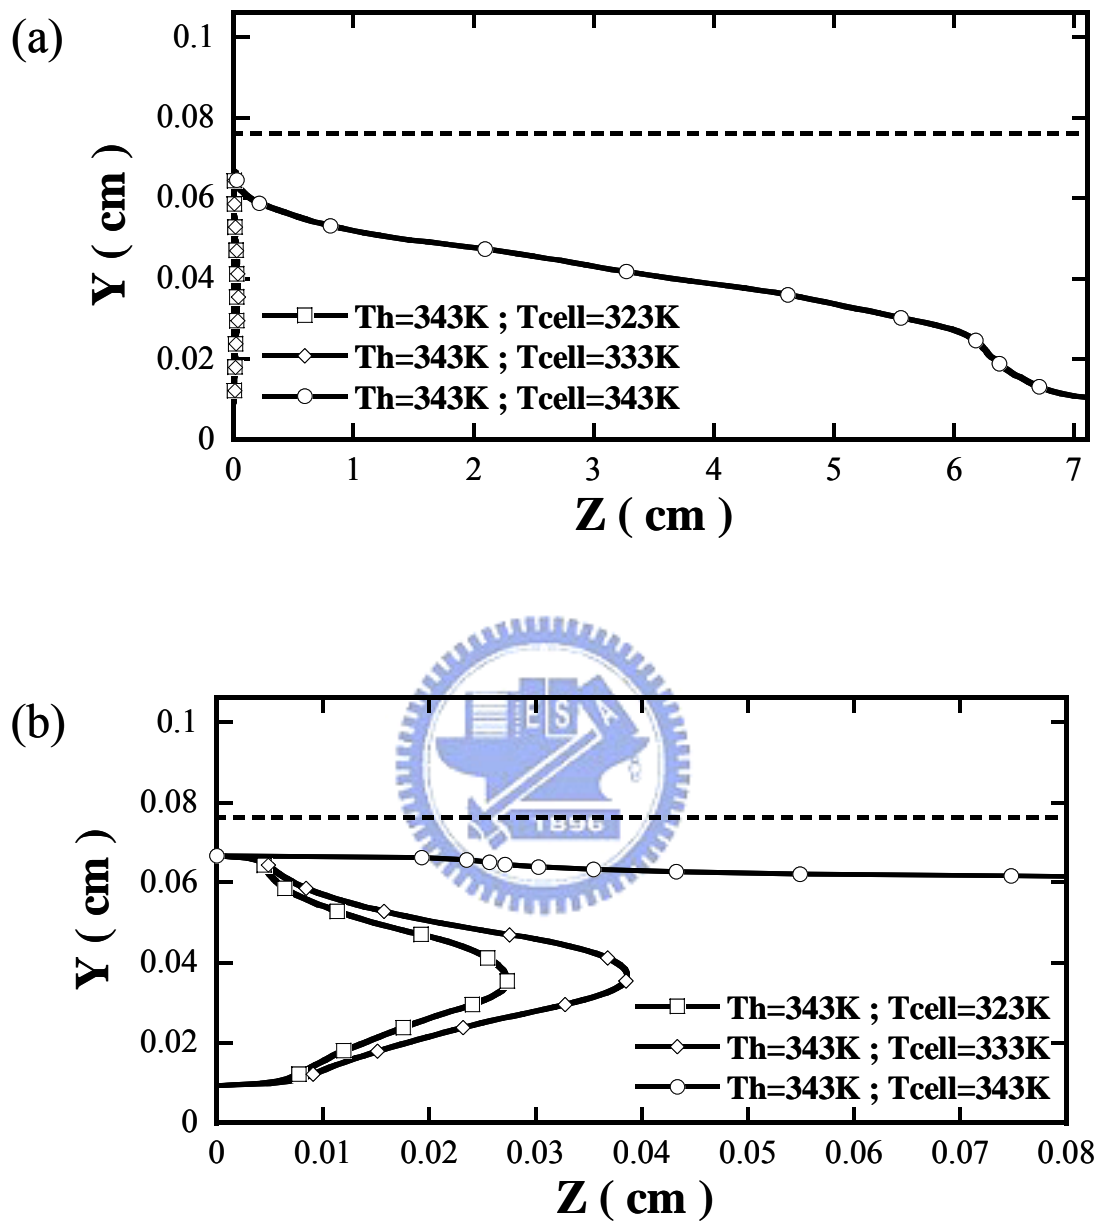 (a)
0.1
0.08
0.06
0.04
0.02
0
Y ( cm )
Th=343K ; Tcell=323K
Th=343K ; Tcell=333K
Th=343K ; Tcell=343K
0 1 2 3 4 5 6 7
Z ( cm )
(b)
0.1
0.08
0.06
0.04
0.02
0
Y ( cm )
E S A
1896
Th=343K ; Tcell=323K
Th=343K ; Tcell=333K
Th=343K ; Tcell=343K
0 0.01 0.02 0.03 0.04 0.05 0.06 0.07 0.08
Z ( cm )